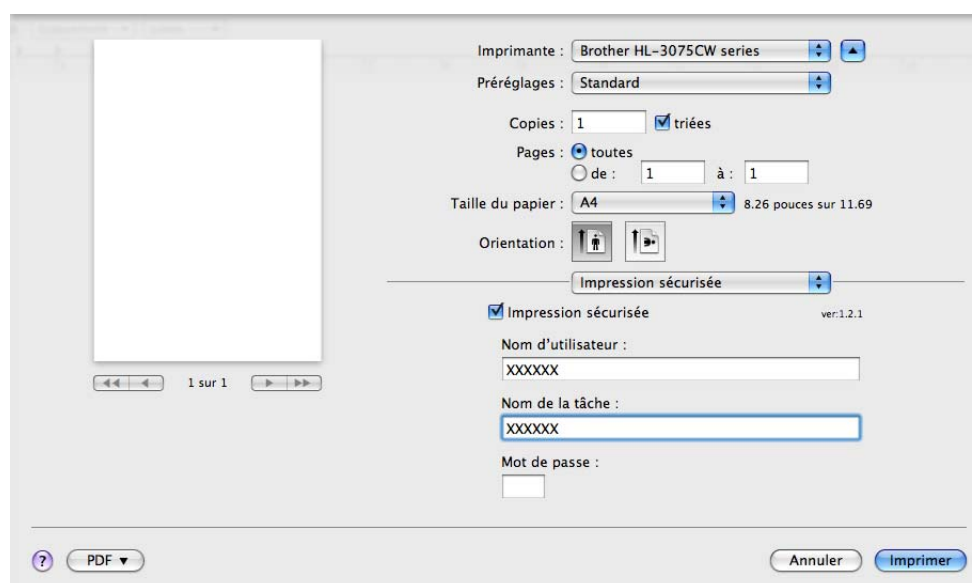 Imprimante : Brother HL-3075CW series
Préréglages : Standard
Copies : 1 triées
Pages : toutes
de : 1 à : 1
Taille du papier : A4 8.26 pouces sur 11.69
Orientation :
Impression sécurisée
Impression sécurisée ver:1.2.1
Nom d'utilisateur :
XXXXXX
Nom de la tâche :
XXXXXX
Mot de passe :
1 sur 1
? PDF Annuler Imprimer